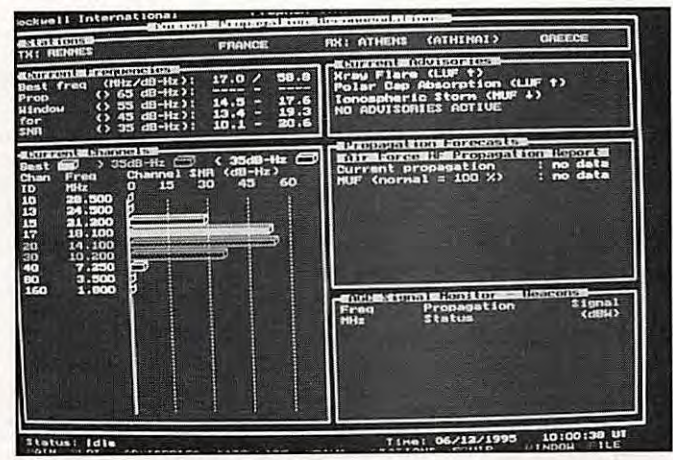 ockwell International
Current Propagation Recommendation
Stations
TX: RENNES FRANCE RX: ATHENS (ATHINAI) GREECE
Current Frequencies
Best freq (MHz/dB-Hz): 17.0 / 58.8
Prop (> 65 dB-Hz): ---- - ----
Window (> 55 dB-Hz): 14.5 - 17.6
for (> 45 dB-Hz): 13.4 - 19.3
SNR (> 35 dB-Hz): 10.1 - 20.6
Current Advisories
Xray Flare (LUF ↑)
Polar Cap Absorption (LUF ↑)
Ionospheric Storm (MUF ↓)
NO ADVISORIES ACTIVE
Current Channels
Best > 35dB-Hz < 35dB-Hz
Chan Freq Channel SNR (dB-Hz)
ID MHz 0 15 30 45 60
10 28.500
13 24.500
15 21.200
17 18.100
20 14.100
30 10.200
40 7.250
80 3.500
160 1.800
Propagation Forecasts
Air Force HF Propagation Report
Current propagation : no data
MUF (normal = 100 %) : no data
AGC Signal Monitor - Beacons
Freq Propagation Signal
MHz Status (dBW)
Status: Idle Time: 06/12/1995 10:00:38 UT
WINDOW FILE